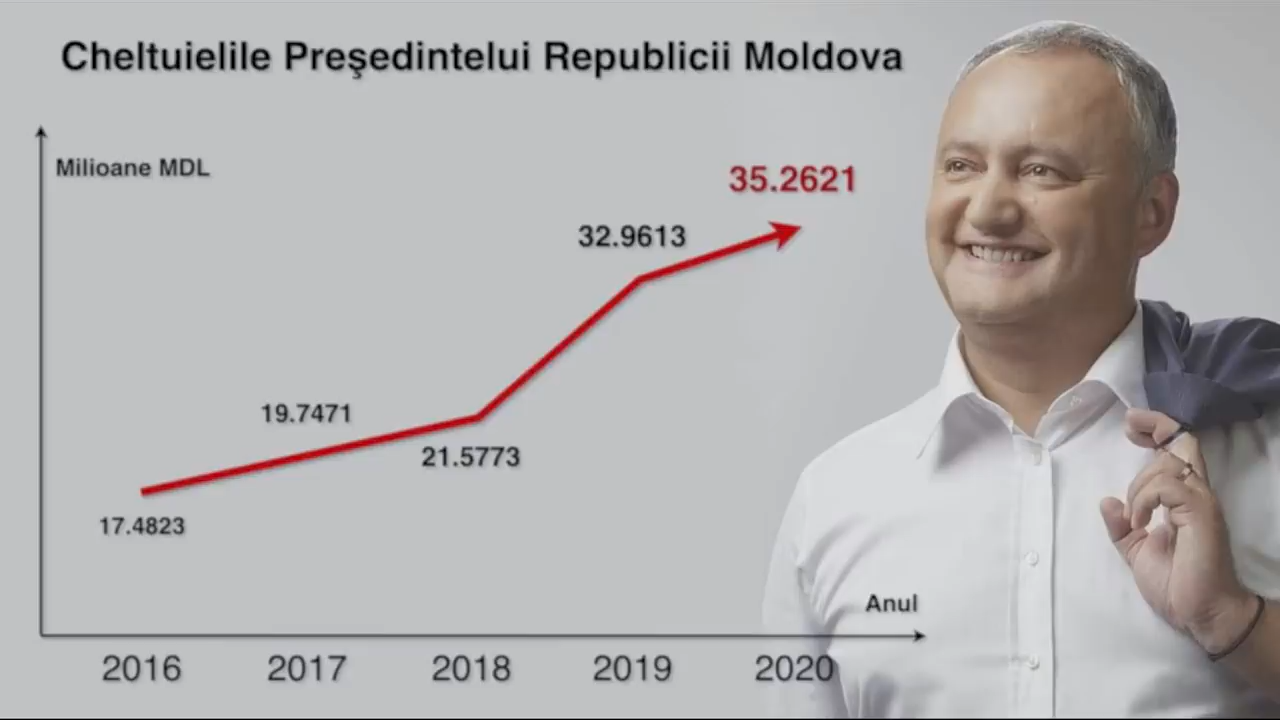 Cheltuielile Preşedintelui Republicii Moldova
Milioane MDL
35.2621
32.9613
19.7471
21.5773
17.4823
Anul
2016 2017 2018 2019 2020